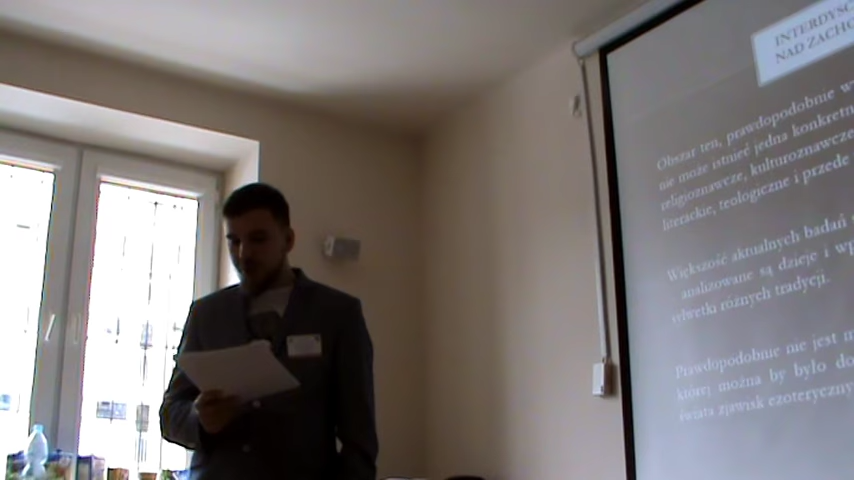 INTERDYSC
NAD ZACHO
Obszar ten, prawdopodobnie w
nie może istnieć jedna konkretn
religioznawcze, kulturoznawcze
literackie, teologiczne i przede
Większość aktualnych badań
analizowane są dzieje i wp
sylwetki różnych tradycji.
Prawdopodobnie nie jest m
której można by było do
świata zjawisk ezoteryczny